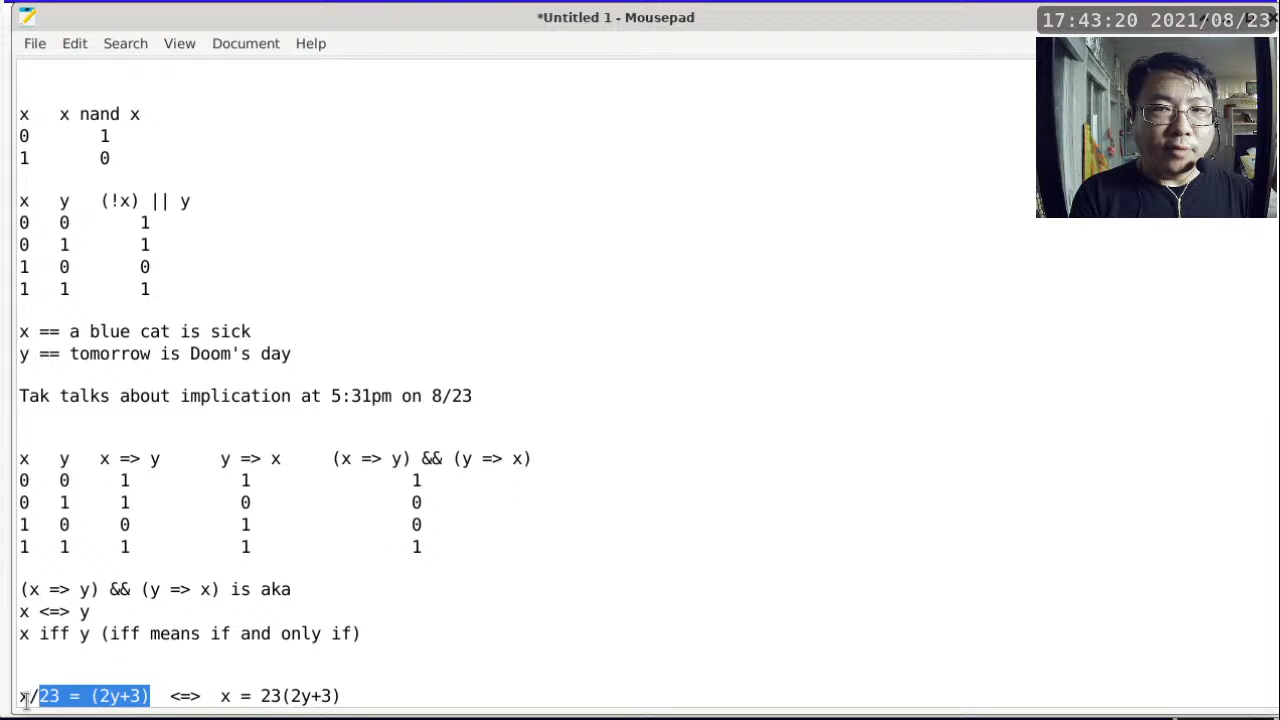 *Untitled 1 - Mousepad
17:43:20 2021/08/23
File Edit Search View Document Help
x x nand x
0 1
1 0
x y (!x) || y
0 0 1
0 1 1
1 0 0
1 1 1
x == a blue cat is sick
y == tomorrow is Doom's day
Tak talks about implication at 5:31pm on 8/23
x y x => y y => x (x => y) && (y => x)
0 0 1 1 1
0 1 1 0 0
1 0 0 1 0
1 1 1 1 1
(x => y) && (y => x) is aka
x <=> y
x iff y (iff means if and only if)
x/23 = (2y+3) <=> x = 23(2y+3)